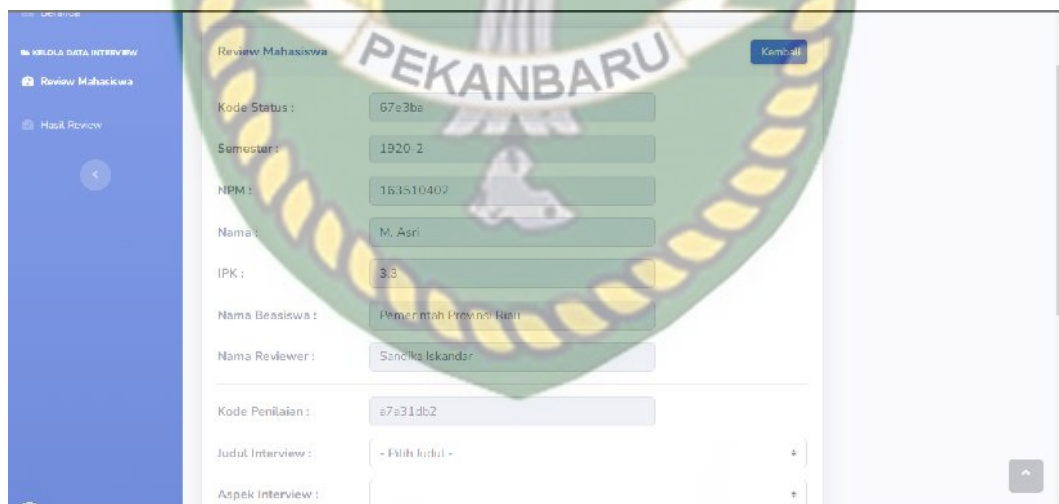 Beranda
KELOLA DATA INTERVIEW
Review Mahasiswa
Hasil Review
Review Mahasiswa
Kembali
PEKANBARU
Kode Status : 67e3ba
Semester : 1920-2
NPM : 163510402
Nama : M. Asri
IPK : 3.3
Nama Beasiswa : Pemerintah Provinsi Riau
Nama Reviewer : Sandika Iskandar
Kode Penilaian : a7a31db2
Judul Interview : - Pilih Judul -
Aspek Interview :